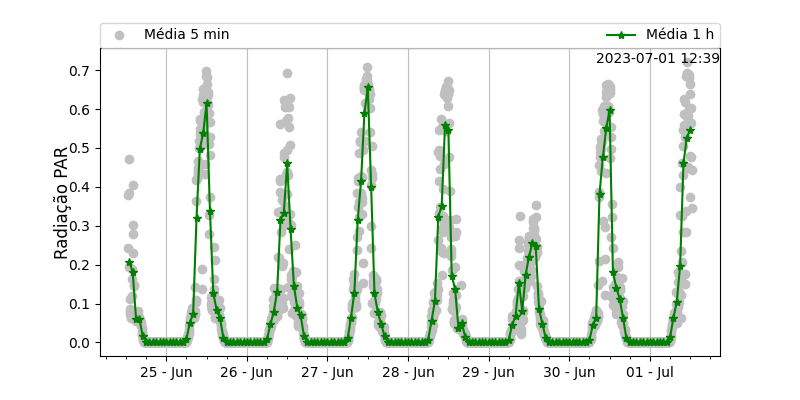 Média 5 min
Média 1 h
2023-07-01 12:39
Radiação PAR
0.7
0.6
0.5
0.4
0.3
0.2
0.1
0.0
25 - Jun
26 - Jun
27 - Jun
28 - Jun
29 - Jun
30 - Jun
01 - Jul